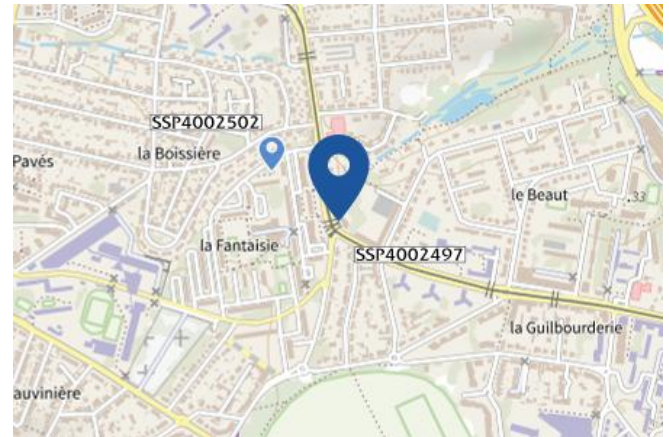 SSP4002502
la Boissière
Pavés
le Beaut
.33
la Fantaisie
SSP4002497
la Guilbourderie
auvinière